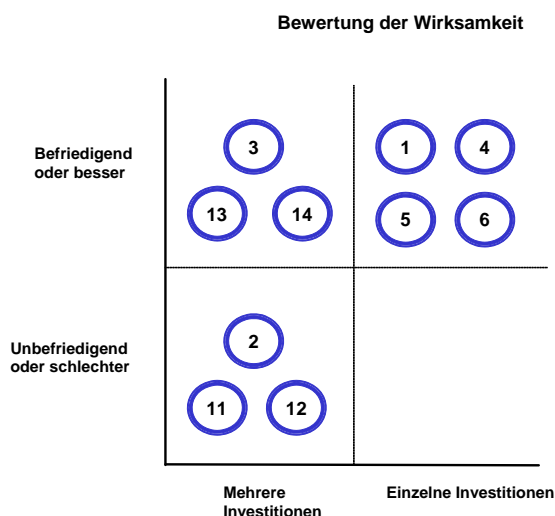 Bewertung der Wirksamkeit
Befriedigend
oder besser
3
1
4
13
14
5
6
Unbefriedigend
oder schlechter
2
11
12
Mehrere
Investitionen
Einzelne Investitionen